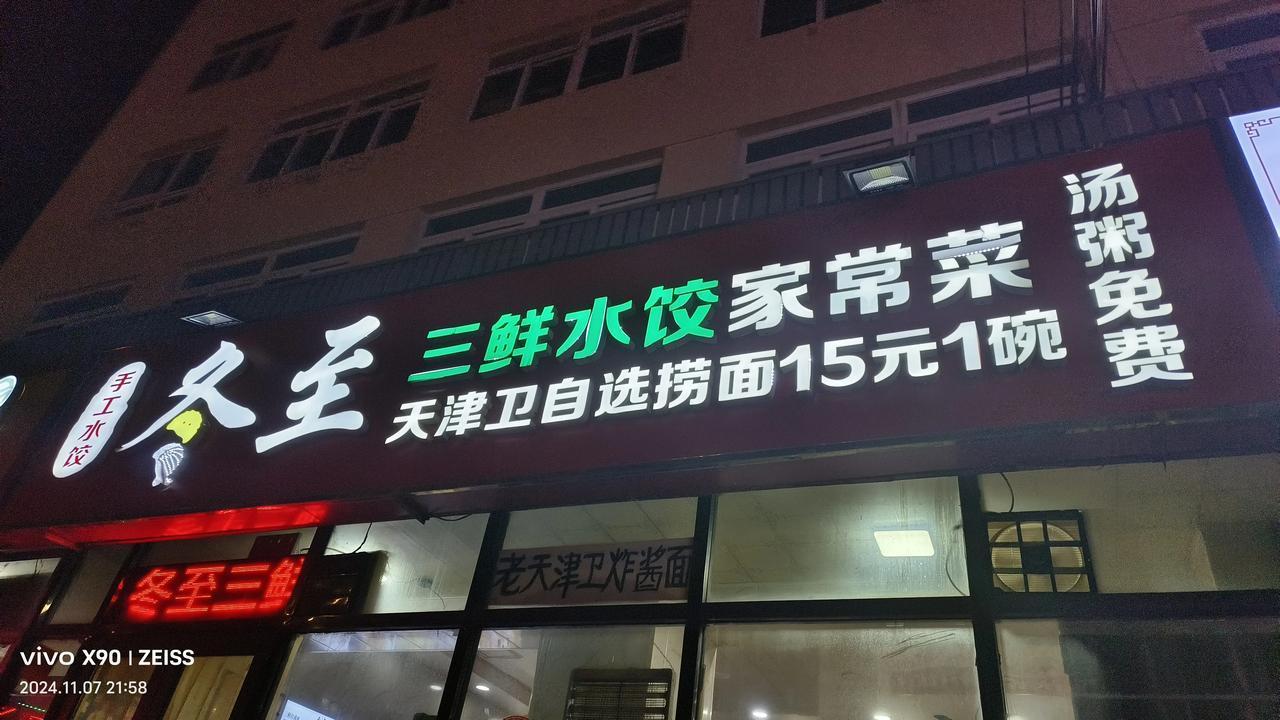 手工水饺
冬至
三鲜水饺家常菜
天津卫自选捞面15元1碗
汤粥免费
冬至三鲜
老天津卫炸酱面
vivo X90 | ZEISS
2024.11.07 21:58